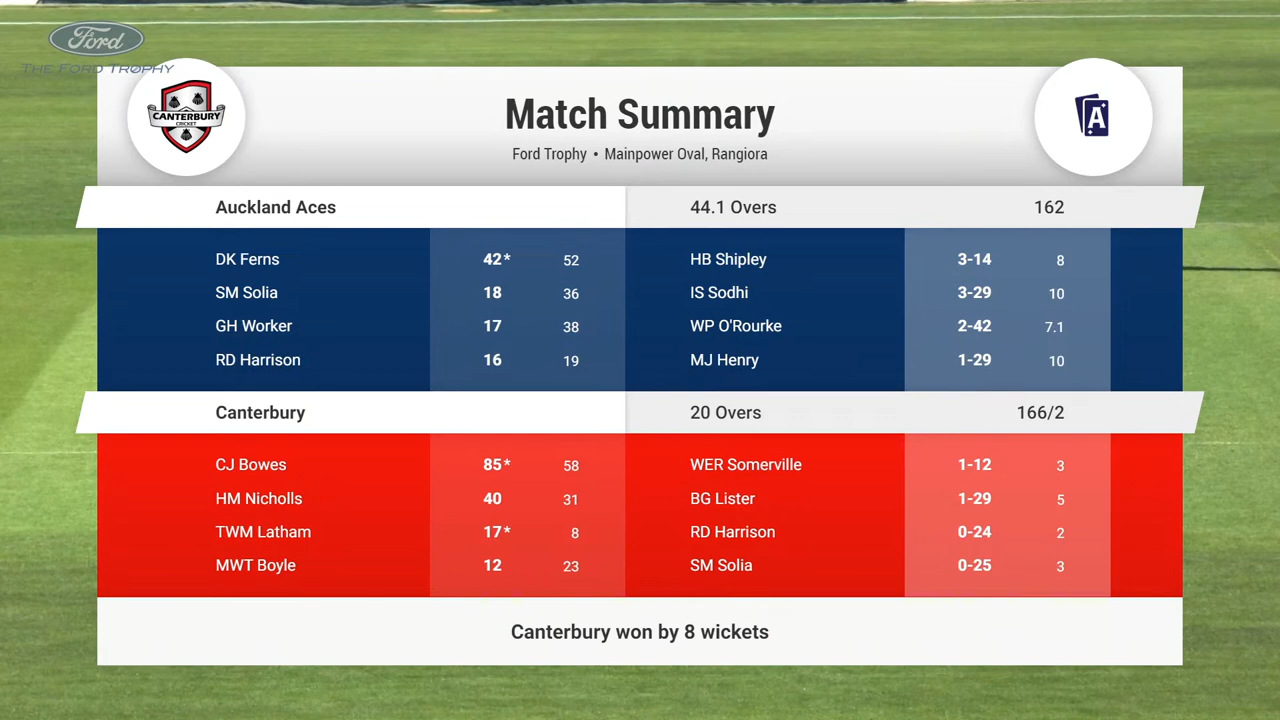 Ford
THE FORD TROPHY
CANTERBURY
CRICKET
A
Match Summary
Ford Trophy • Mainpower Oval, Rangiora
Auckland Aces 44.1 Overs 162
DK Ferns 42* 52 HB Shipley 3-14 8
SM Solia 18 36 IS Sodhi 3-29 10
GH Worker 17 38 WP O'Rourke 2-42 7.1
RD Harrison 16 19 MJ Henry 1-29 10
Canterbury 20 Overs 166/2
CJ Bowes 85* 58 WER Somerville 1-12 3
HM Nicholls 40 31 BG Lister 1-29 5
TWM Latham 17* 8 RD Harrison 0-24 2
MWT Boyle 12 23 SM Solia 0-25 3
Canterbury won by 8 wickets